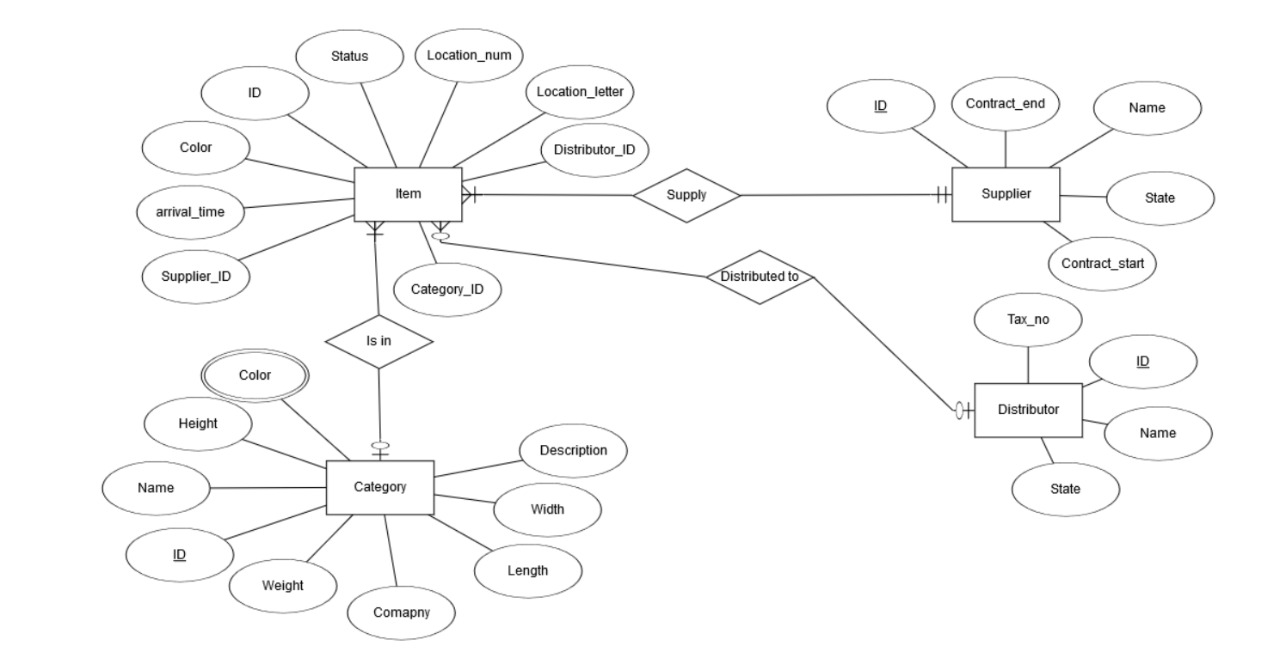 Status
Location_num
ID
Location_letter
Color
Distributor_ID
Item
arrival_time
Supplier_ID
Category_ID
Supply
ID
Contract_end
Name
Supplier
State
Contract_start
Distributed to
Tax_no
ID
Distributor
Name
State
Is in
Color
Height
Name
Category
Description
Width
ID
Weight
Comapny
Length